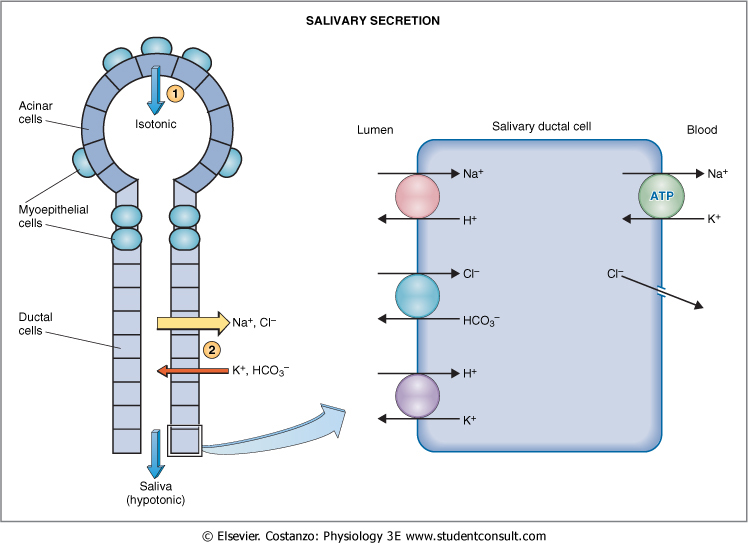 SALIVARY SECRETION
1
Isotonic
Acinar
cells
Myoepithelial
cells
Ductal
cells
Na⁺, Cl⁻
2
K⁺, HCO₃⁻
Saliva
(hypotonic)
Lumen
Salivary ductal cell
Blood
Na⁺
H⁺
Cl⁻
HCO₃⁻
H⁺
K⁺
ATP
Na⁺
K⁺
Cl⁻
© Elsevier. Costanzo: Physiology 3E www.studentconsult.com